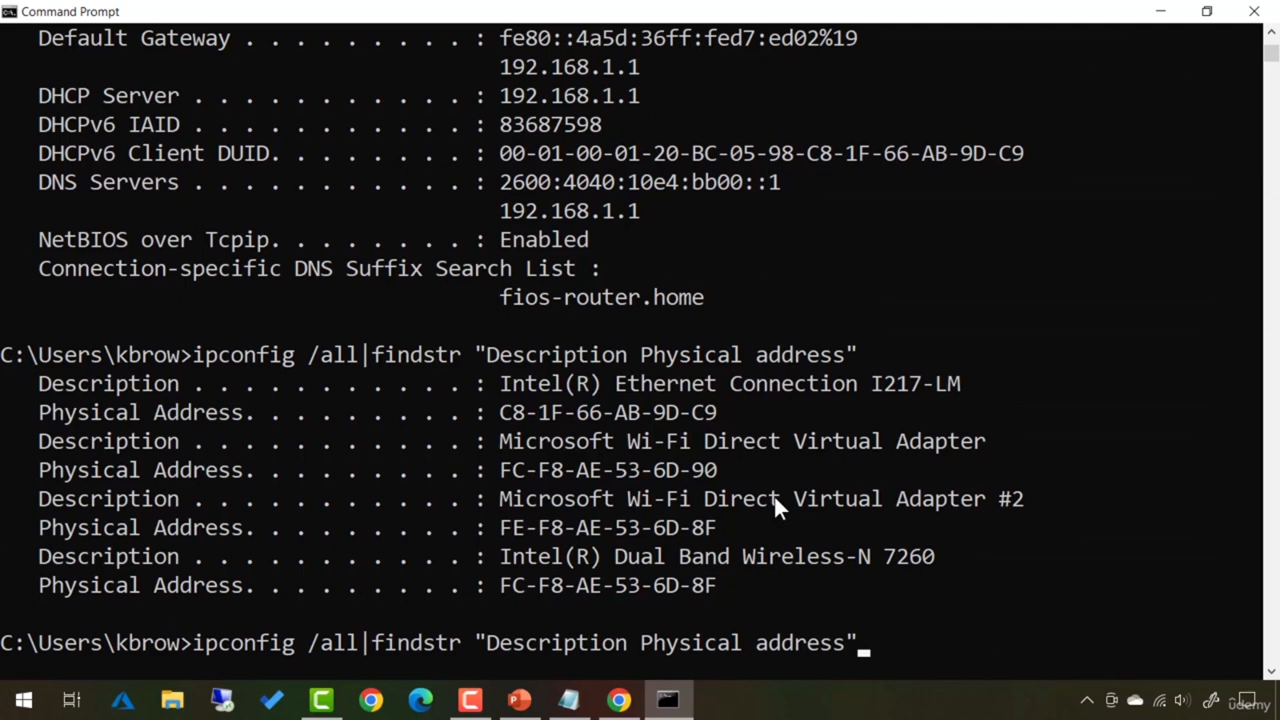 Command Prompt
Default Gateway . . . . . . . . . : fe80::4a5d:36ff:fed7:ed02%19
192.168.1.1
DHCP Server . . . . . . . . . . . : 192.168.1.1
DHCPv6 IAID . . . . . . . . . . . : 83687598
DHCPv6 Client DUID. . . . . . . . : 00-01-00-01-20-BC-05-98-C8-1F-66-AB-9D-C9
DNS Servers . . . . . . . . . . . : 2600:4040:10e4:bb00::1
192.168.1.1
NetBIOS over Tcpip. . . . . . . . : Enabled
Connection-specific DNS Suffix Search List :
fios-router.home
C:\Users\kbrow>ipconfig /all|findstr "Description Physical address"
Description . . . . . . . . . . . : Intel(R) Ethernet Connection I217-LM
Physical Address. . . . . . . . . : C8-1F-66-AB-9D-C9
Description . . . . . . . . . . . : Microsoft Wi-Fi Direct Virtual Adapter
Physical Address. . . . . . . . . : FC-F8-AE-53-6D-90
Description . . . . . . . . . . . : Microsoft Wi-Fi Direct Virtual Adapter #2
Physical Address. . . . . . . . . : FE-F8-AE-53-6D-8F
Description . . . . . . . . . . . : Intel(R) Dual Band Wireless-N 7260
Physical Address. . . . . . . . . : FC-F8-AE-53-6D-8F
C:\Users\kbrow>ipconfig /all|findstr "Description Physical address"
udemy